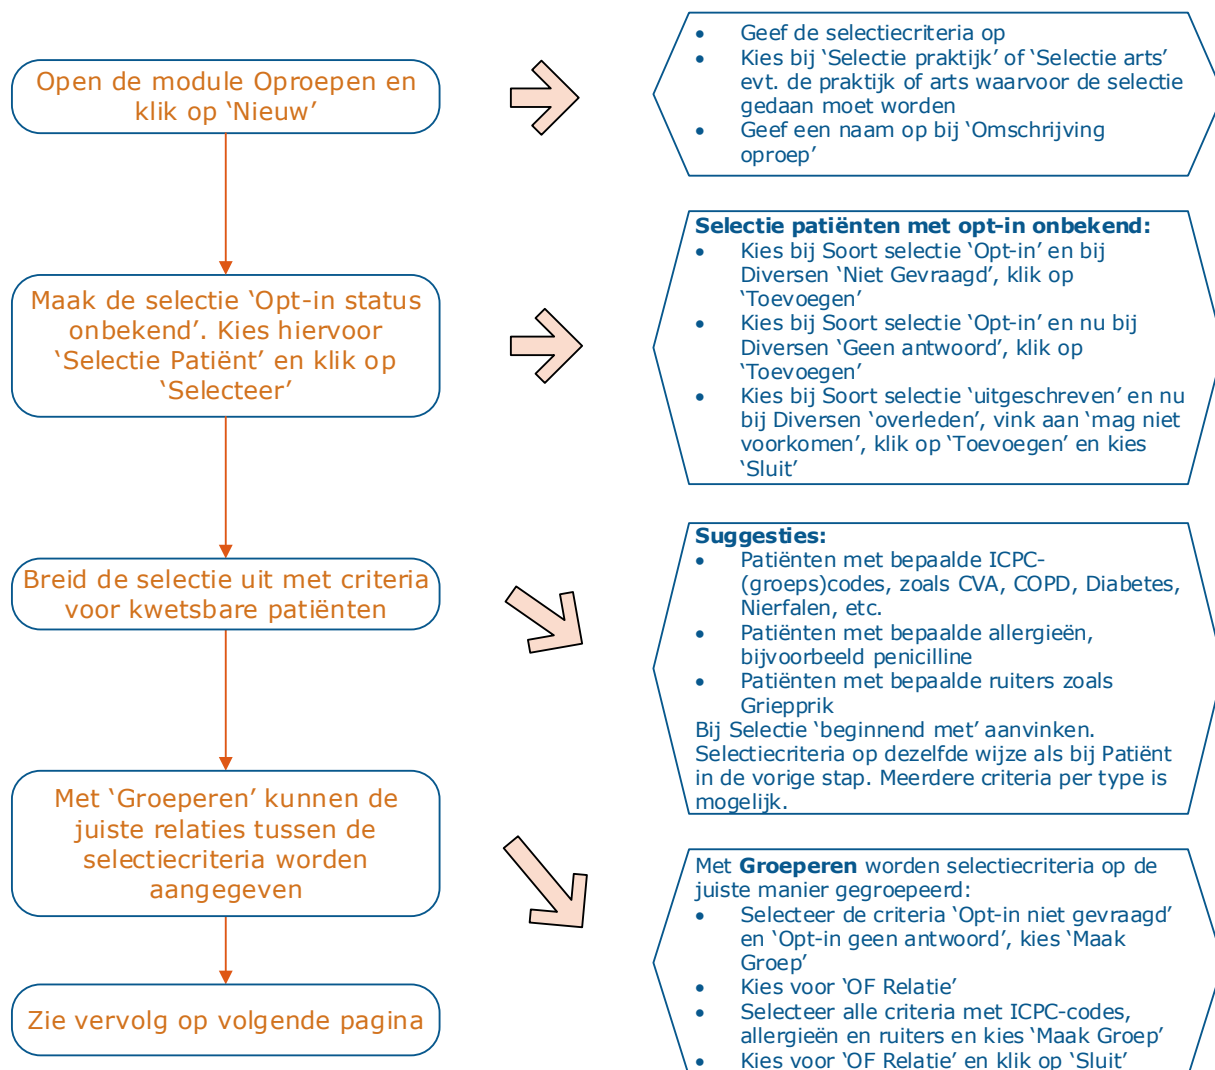 Open de module Oproepen en
klik op ‘Nieuw’
• Geef de selectiecriteria op
• Kies bij ‘Selectie praktijk’ of ‘Selectie arts’
evt. de praktijk of arts waarvoor de selectie
gedaan moet worden
• Geef een naam op bij ‘Omschrijving
oproep’
Maak de selectie ‘Opt-in status
onbekend’. Kies hiervoor
‘Selectie Patiënt’ en klik op
‘Selecteer’
Selectie patiënten met opt-in onbekend:
• Kies bij Soort selectie ‘Opt-in’ en bij
Diversen ‘Niet Gevraagd’, klik op
‘Toevoegen’
• Kies bij Soort selectie ‘Opt-in’ en nu bij
Diversen ‘Geen antwoord’, klik op
‘Toevoegen’
• Kies bij Soort selectie ‘uitgeschreven’ en nu
bij Diversen ‘overleden’, vink aan ‘mag niet
voorkomen’, klik op ‘Toevoegen’ en kies
‘Sluit’
Breid de selectie uit met criteria
voor kwetsbare patiënten
Suggesties:
• Patiënten met bepaalde ICPC-
(groeps)codes, zoals CVA, COPD, Diabetes,
Nierfalen, etc.
• Patiënten met bepaalde allergieën,
bijvoorbeeld penicilline
• Patiënten met bepaalde ruiters zoals
Griepprik
Bij Selectie ‘beginnend met’ aanvinken.
Selectiecriteria op dezelfde wijze als bij Patiënt
in de vorige stap. Meerdere criteria per type is
mogelijk.
Met ‘Groeperen’ kunnen de
juiste relaties tussen de
selectiecriteria worden
aangegeven
Met Groeperen worden selectiecriteria op de
juiste manier gegroepeerd:
• Selecteer de criteria ‘Opt-in niet gevraagd’
en ‘Opt-in geen antwoord’, kies ‘Maak
Groep’
• Kies voor ‘OF Relatie’
• Selecteer alle criteria met ICPC-codes,
allergieën en ruiters en kies ‘Maak Groep’
• Kies voor ‘OF Relatie’ en klik op ‘Sluit’
Zie vervolg op volgende pagina